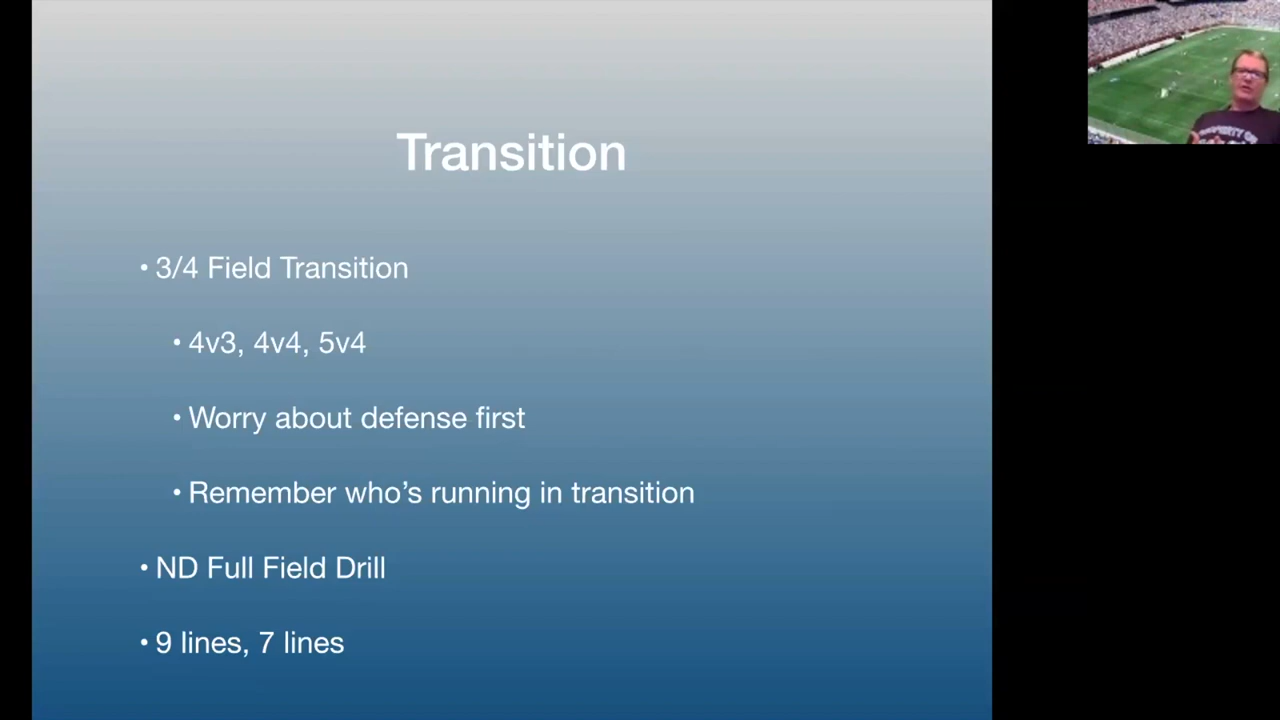 Transition
• 3/4 Field Transition
• 4v3, 4v4, 5v4
• Worry about defense first
• Remember who’s running in transition
• ND Full Field Drill
• 9 lines, 7 lines